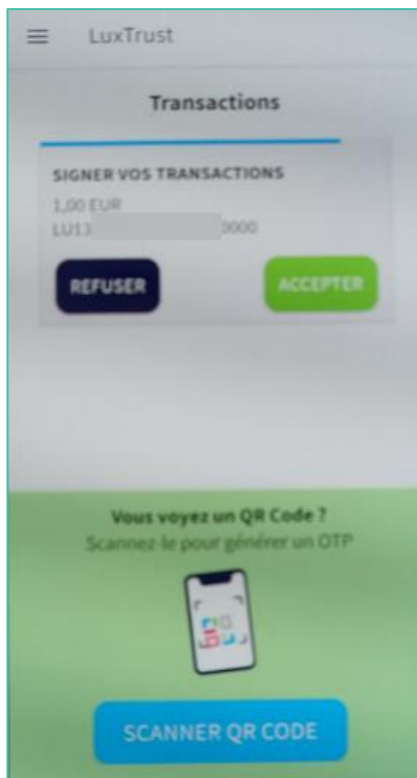 LuxTrust
Transactions
SIGNER VOS TRANSACTIONS
1,00 EUR
LU13 0000
REFUSER ACCEPTER
Vous voyez un QR Code ?
Scannez-le pour générer un OTP
SCANNER QR CODE